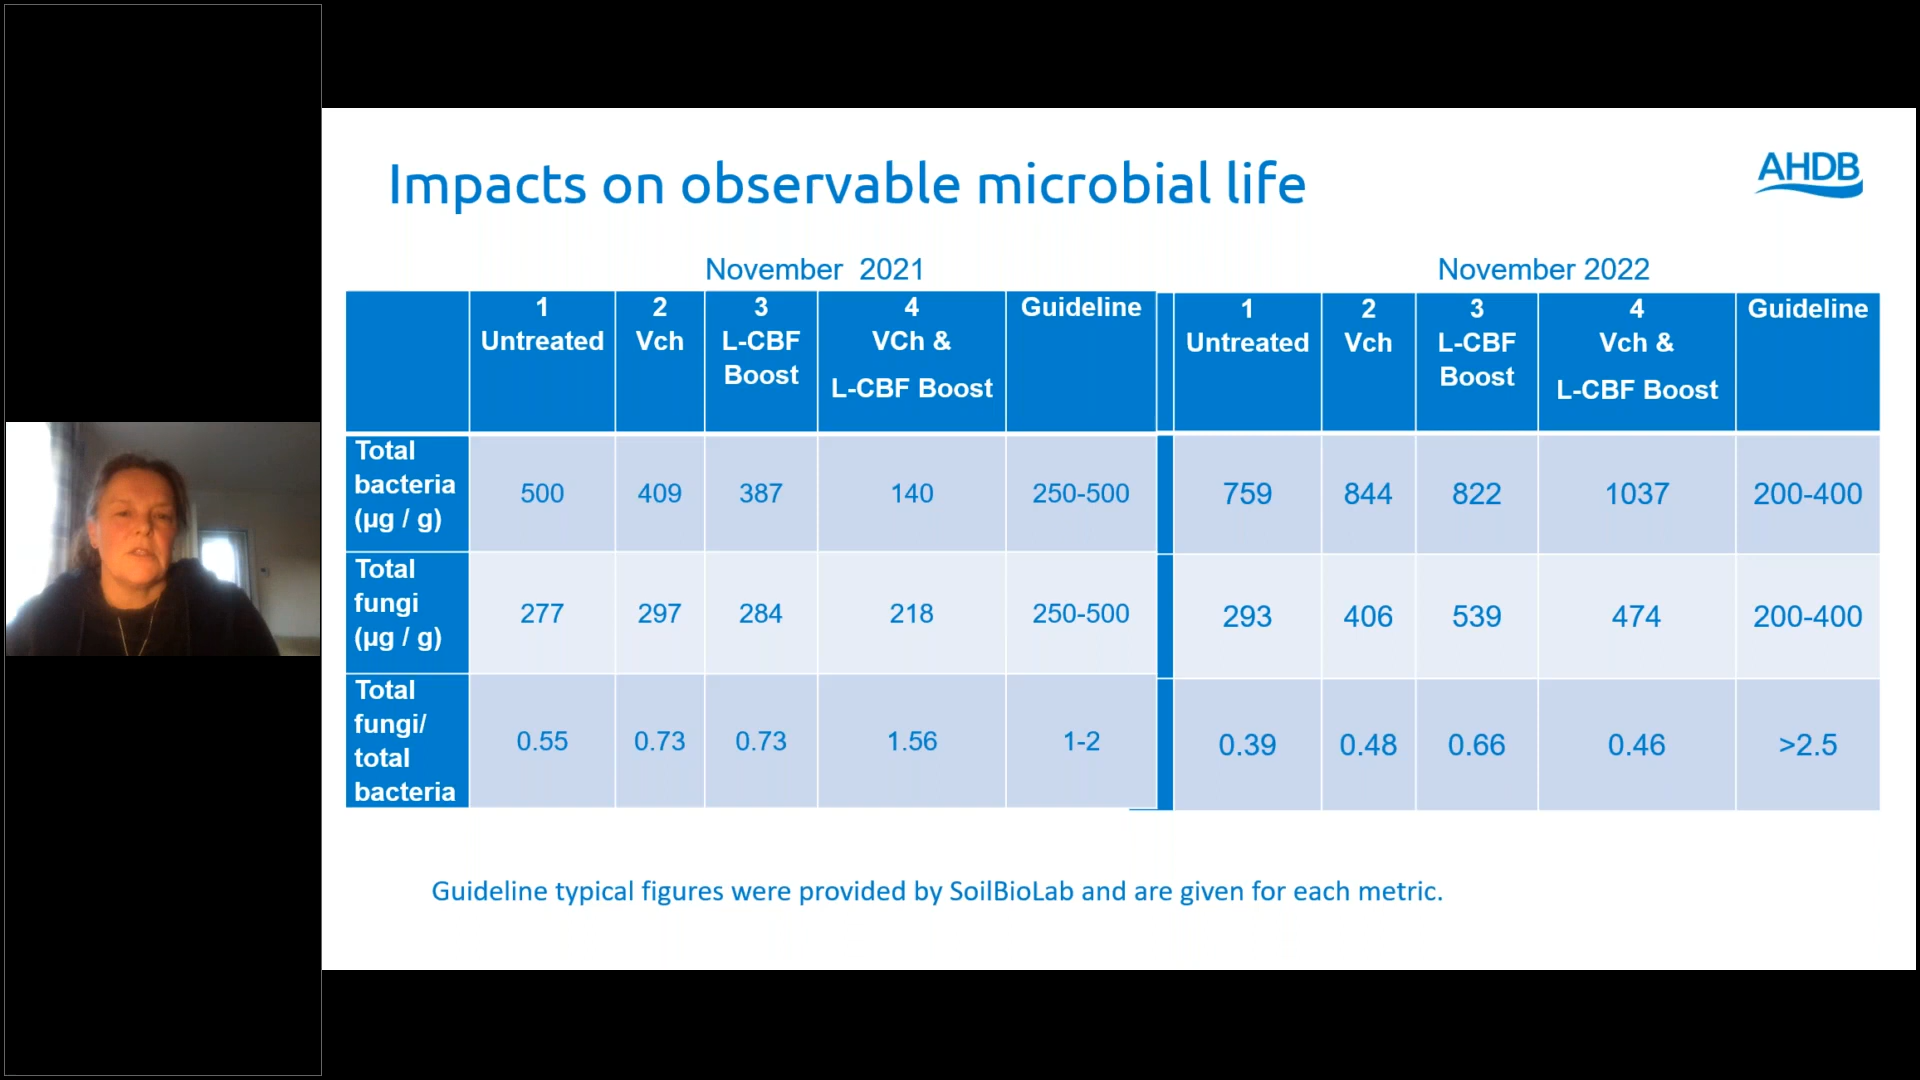 Impacts on observable microbial life
AHDB
November 2021
November 2022
1 Untreated
2 Vch
3 L-CBF Boost
4 VCh & L-CBF Boost
Guideline
1 Untreated
2 Vch
3 L-CBF Boost
4 Vch & L-CBF Boost
Guideline
Total bacteria (µg / g) 500 409 387 140 250-500 759 844 822 1037 200-400
Total fungi (µg / g) 277 297 284 218 250-500 293 406 539 474 200-400
Total fungi/ total bacteria 0.55 0.73 0.73 1.56 1-2 0.39 0.48 0.66 0.46 >2.5
Guideline typical figures were provided by SoilBioLab and are given for each metric.